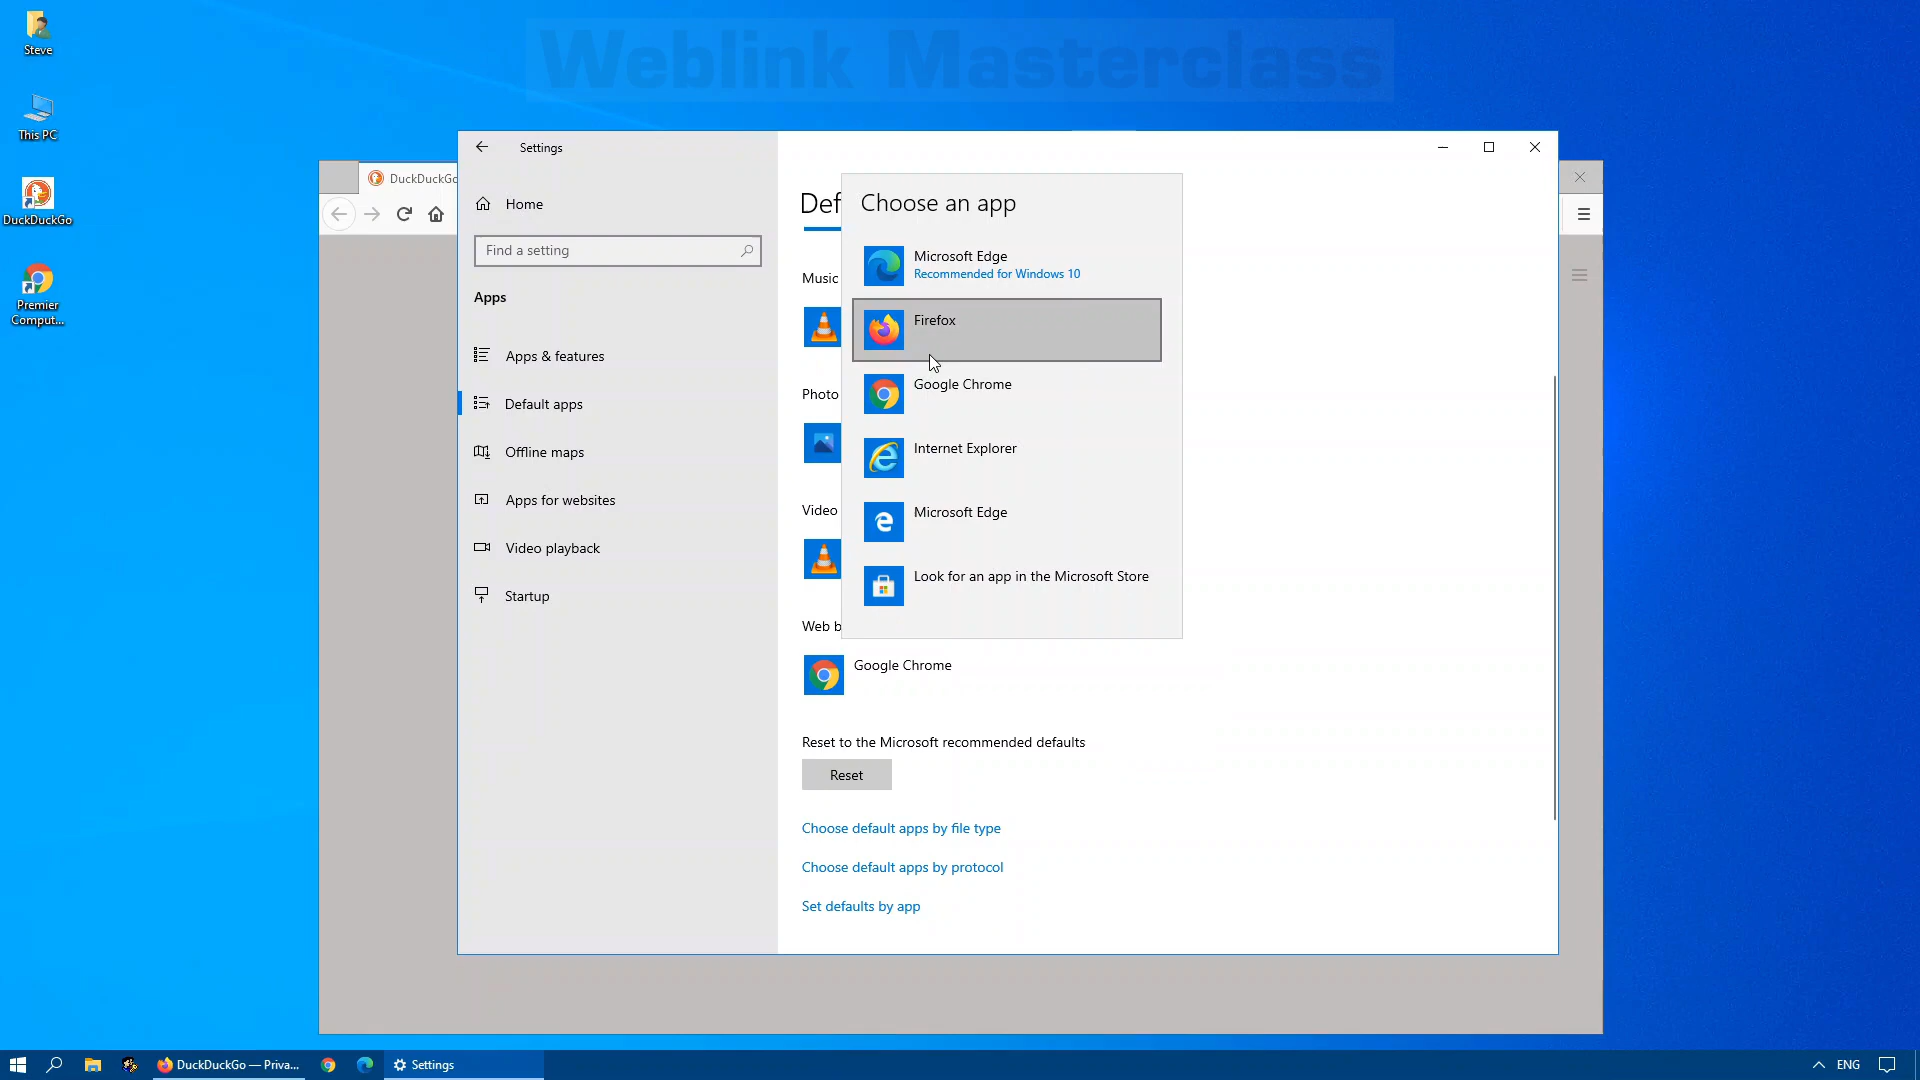 Weblink Masterclass
Steve
This PC
DuckDuckGo
Premier
Comput...
DuckDuckGo
Settings
Home
Find a setting
Apps
Apps & features
Default apps
Offline maps
Apps for websites
Video playback
Startup
Def
Music
Photo
Video
Web b
Choose an app
Microsoft Edge
Recommended for Windows 10
Firefox
Google Chrome
Internet Explorer
Microsoft Edge
Look for an app in the Microsoft Store
Google Chrome
Reset to the Microsoft recommended defaults
Reset
Choose default apps by file type
Choose default apps by protocol
Set defaults by app
DuckDuckGo — Priva...
Settings
ENG